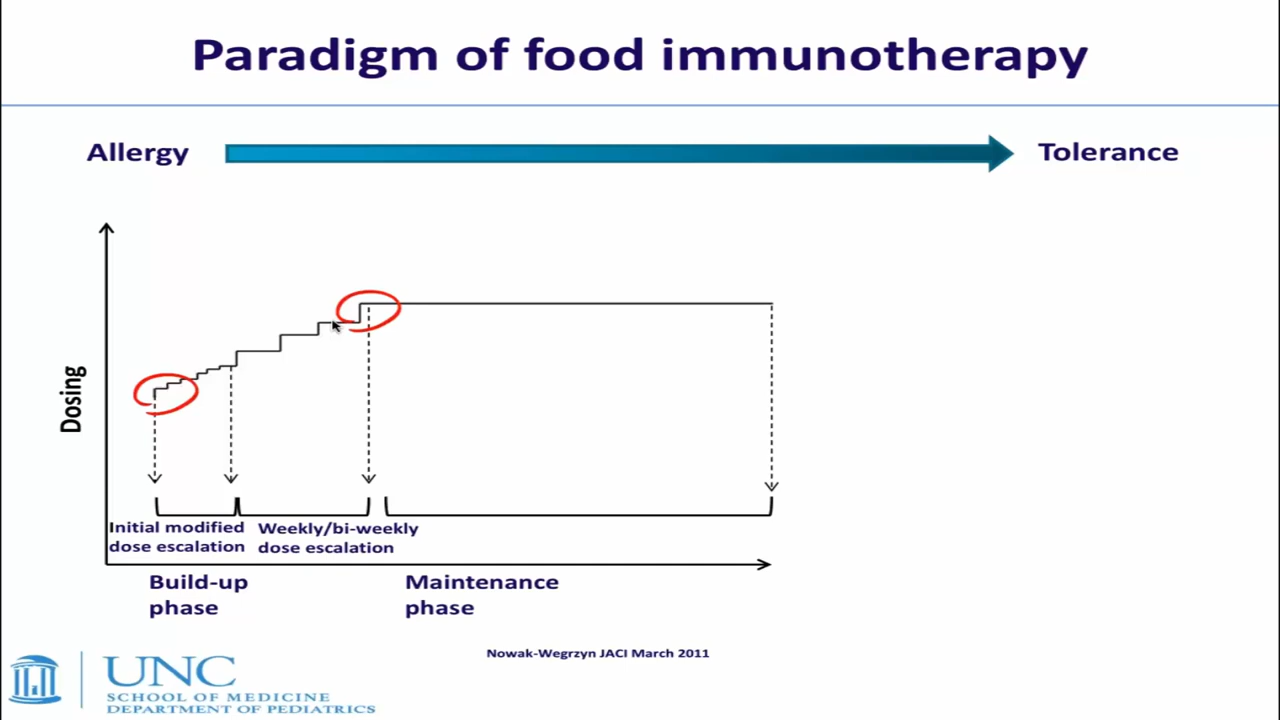 Paradigm of food immunotherapy
Allergy
Tolerance
Dosing
Initial modified
dose escalation
Weekly/bi-weekly
dose escalation
Build-up
phase
Maintenance
phase
Nowak-Wegrzyn JACI March 2011
UNC
SCHOOL OF MEDICINE
DEPARTMENT OF PEDIATRICS